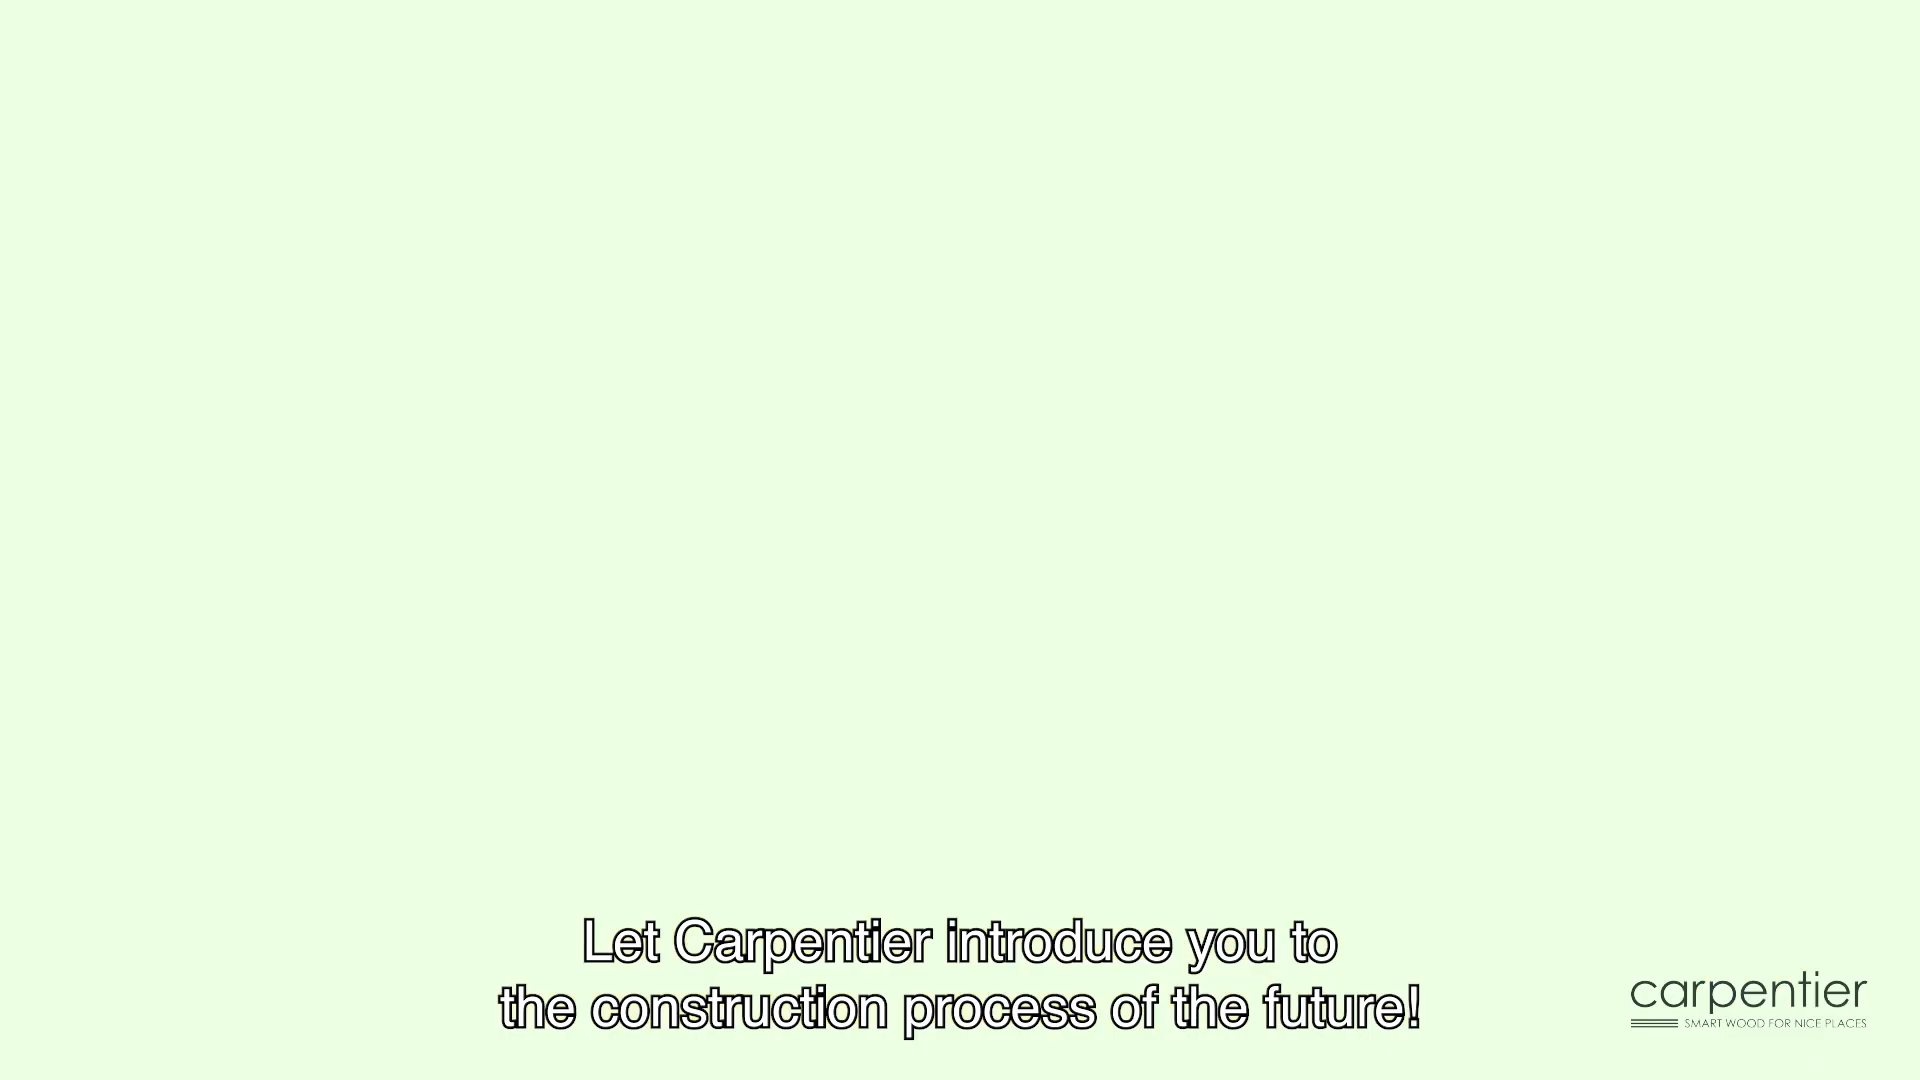 Let Carpentier introduce you to
the construction process of the future!
carpentier
SMART WOOD FOR NICE PLACES